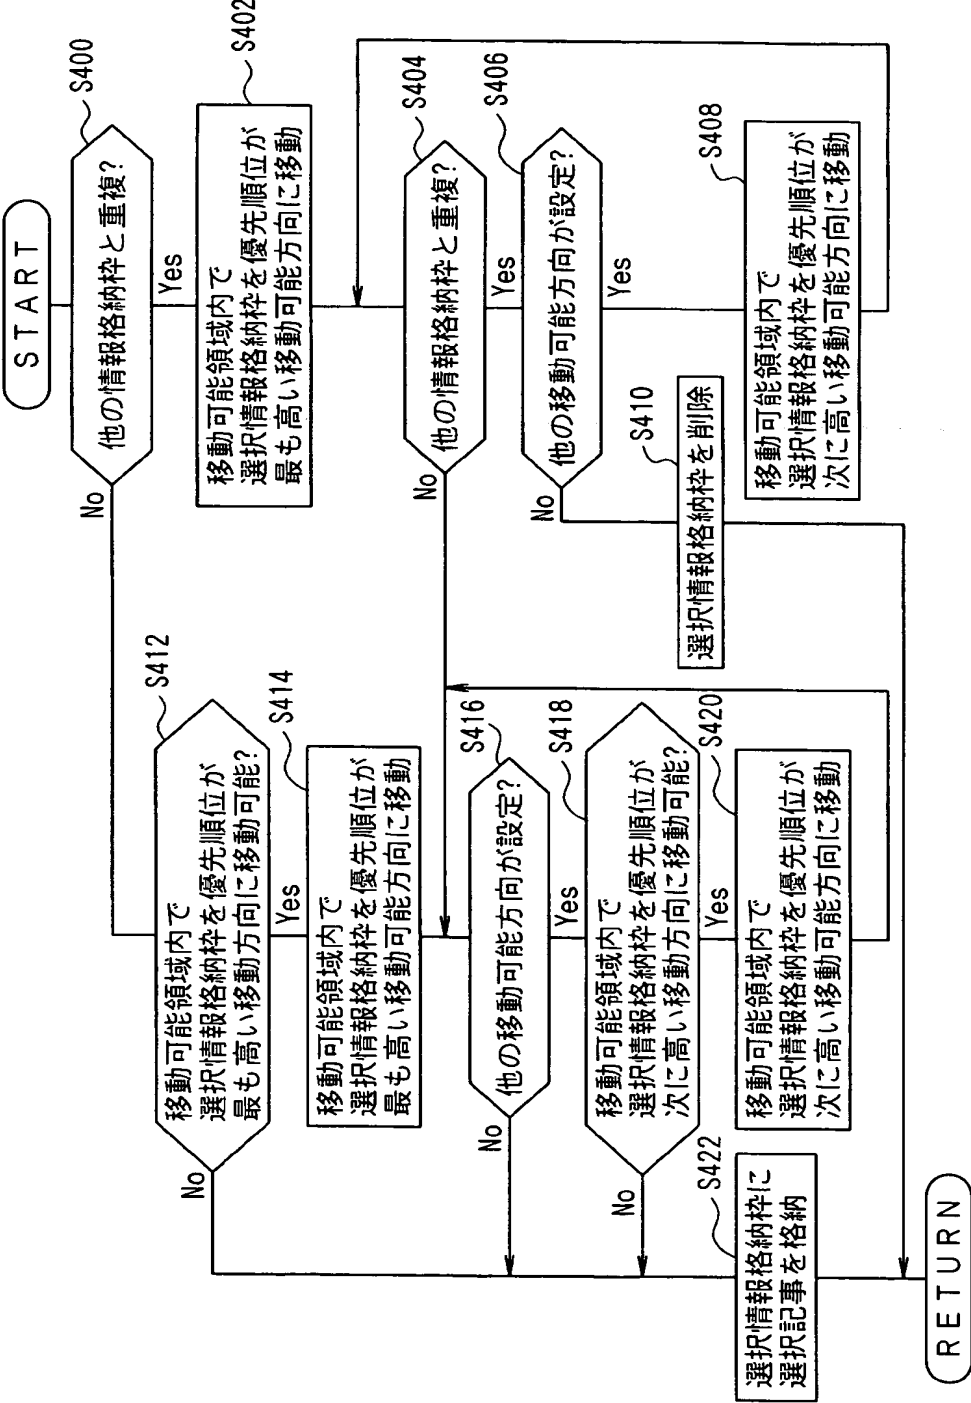 START
S400
他の情報格納枠と重複?
No
Yes
S402
移動可能領域内で
選択情報格納枠を優先順位が
最も高い移動可能方向に移動
S404
他の情報格納枠と重複?
No
Yes
S406
他の移動可能方向が設定?
No
Yes
S408
移動可能領域内で
選択情報格納枠を優先順位が
次に高い移動可能方向に移動
S410
選択情報格納枠を削除
S412
移動可能領域内で
選択情報格納枠を優先順位が
最も高い移動方向に移動可能?
No
Yes
S414
移動可能領域内で
選択情報格納枠を優先順位が
最も高い移動可能方向に移動
S416
他の移動可能方向が設定?
No
Yes
S418
移動可能領域内で
選択情報格納枠を優先順位が
次に高い移動方向に移動可能?
No
Yes
S420
移動可能領域内で
選択情報格納枠を優先順位が
次に高い移動可能方向に移動
S422
選択情報格納枠に
選択記事を格納
RETURN